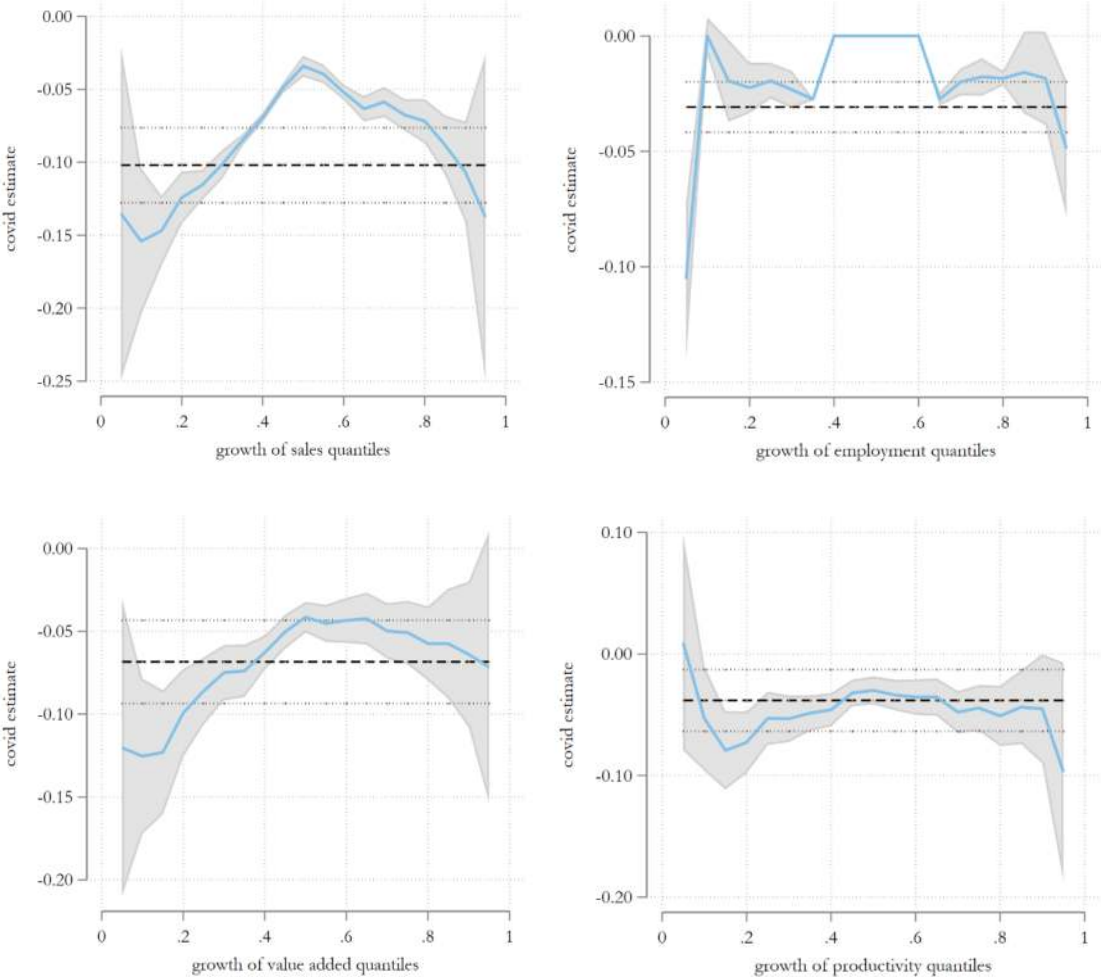 0.00
-0.05
-0.10
-0.15
-0.20
-0.25
covid estimate
0 .2 .4 .6 .8 1
growth of sales quantiles
0.00
-0.05
-0.10
-0.15
covid estimate
0 .2 .4 .6 .8 1
growth of employment quantiles
0.00
-0.05
-0.10
-0.15
-0.20
covid estimate
0 .2 .4 .6 .8 1
growth of value added quantiles
0.10
0.00
-0.10
-0.20
covid estimate
0 .2 .4 .6 .8 1
growth of productivity quantiles